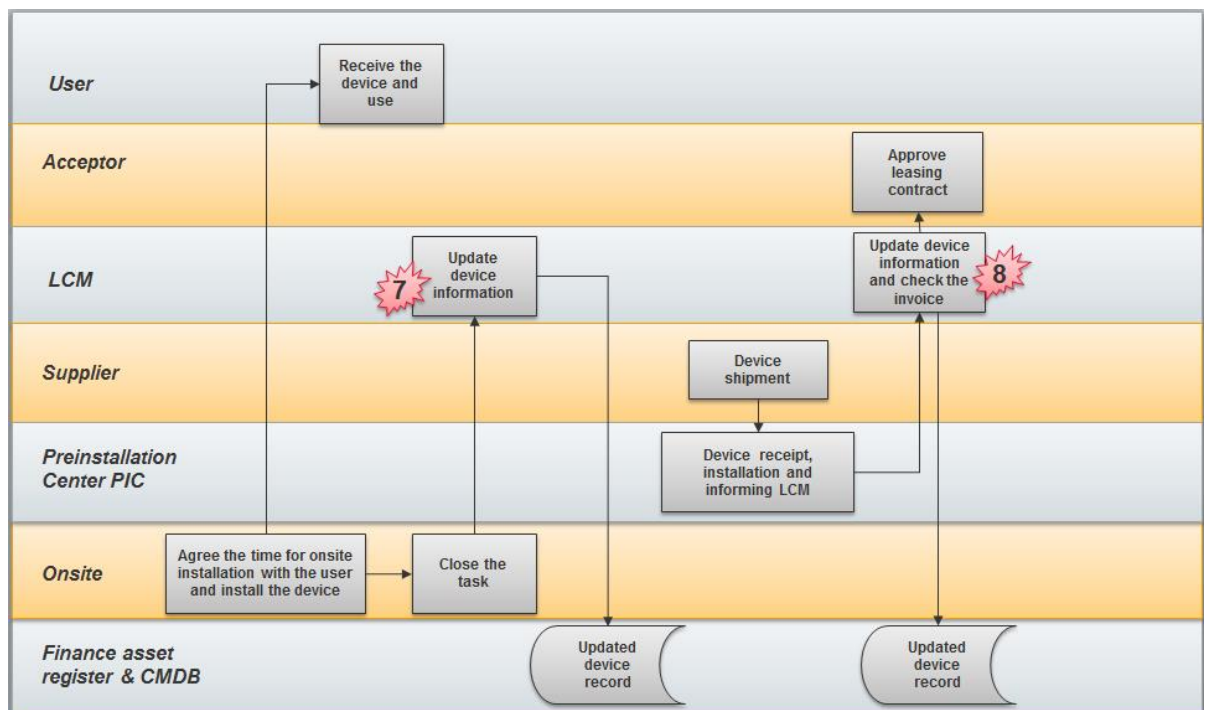 User
Receive the
device and
use
Acceptor
Approve
leasing
contract
LCM
7
Update
device
information
Update device
information
and check the
invoice
8
Supplier
Device
shipment
Preinstallation
Center PIC
Device receipt,
installation and
informing LCM
Onsite
Agree the time for onsite
installation with the user
and install the device
Close the
task
Finance asset
register & CMDB
Updated
device
record
Updated
device
record